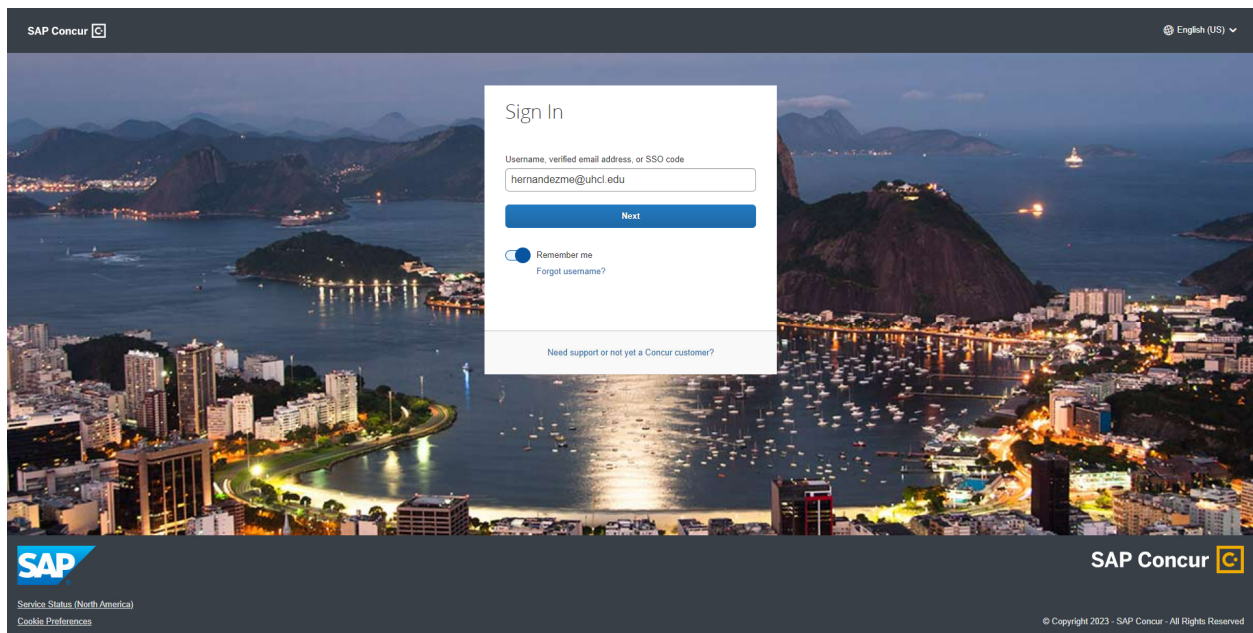 SAP Concur C
English (US)
Sign In
Username, verified email address, or SSO code
hernandezme@uhcl.edu
Next
Remember me
Forgot username?
Need support or not yet a Concur customer?
SAP
SAP Concur C
Service Status (North America)
Cookie Preferences
© Copyright 2023 - SAP Concur - All Rights Reserved